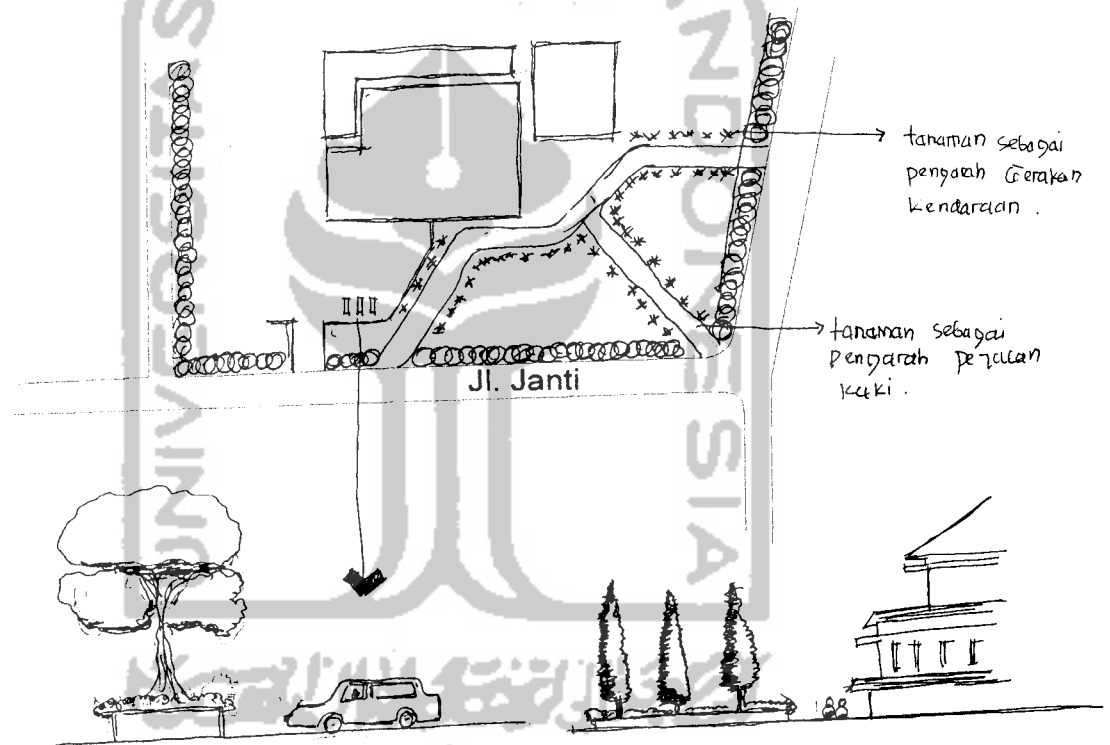 tanaman sebagai
pengarah Gerakan
kendaraan .
tanaman sebagai
pengarah pejalan
kaki .
Jl. Janti